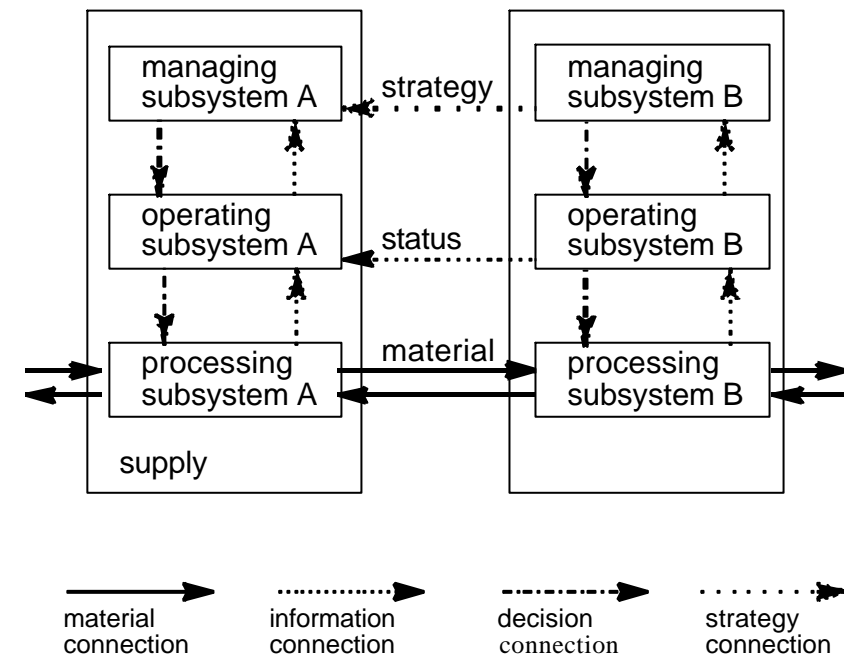 managing
subsystem A
strategy
managing
subsystem B
operating
subsystem A
status
operating
subsystem B
processing
subsystem A
material
processing
subsystem B
supply
material
connection
information
connection
decision
connection
strategy
connection